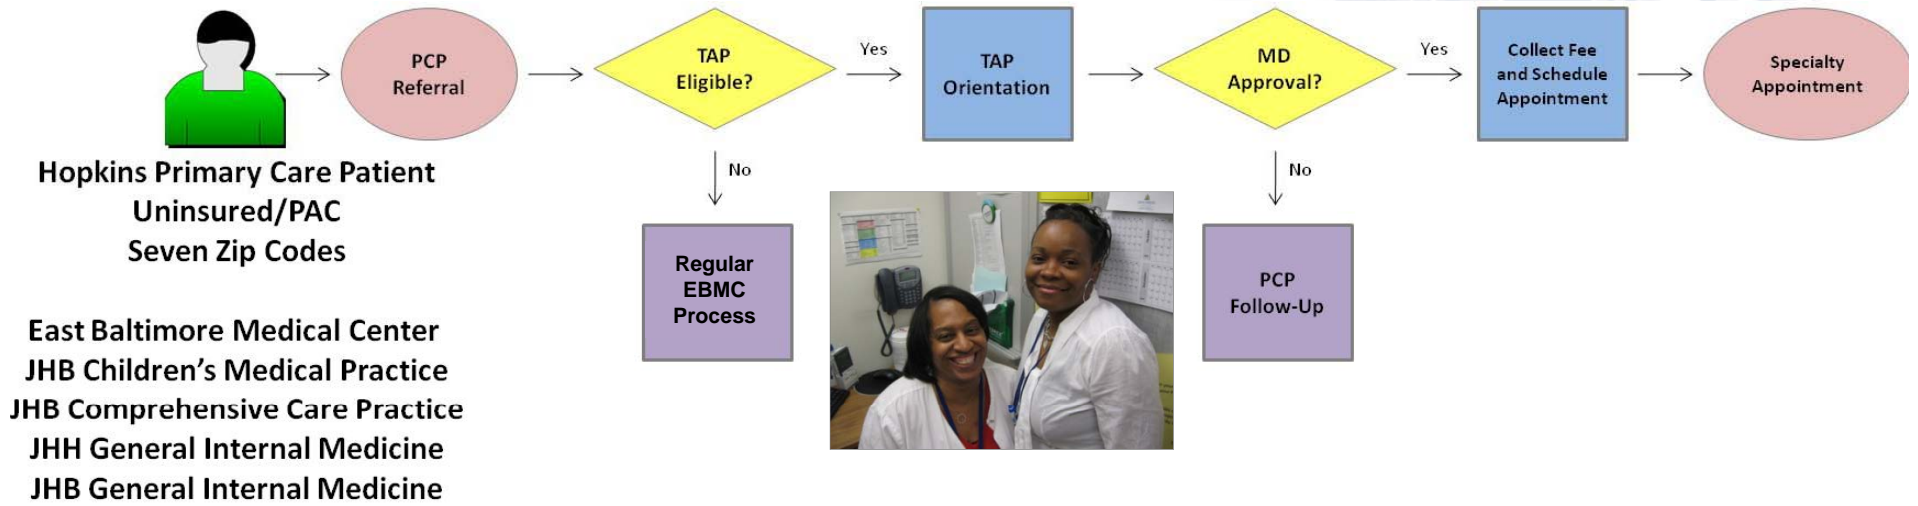 PCP
Referral
TAP
Eligible?
Yes
TAP
Orientation
MD
Approval?
Yes
Collect Fee
and Schedule
Appointment
Specialty
Appointment
No
No
Regular
EBMC
Process
PCP
Follow-Up
Hopkins Primary Care Patient
Uninsured/PAC
Seven Zip Codes
East Baltimore Medical Center
JHB Children’s Medical Practice
JHB Comprehensive Care Practice
JHH General Internal Medicine
JHB General Internal Medicine